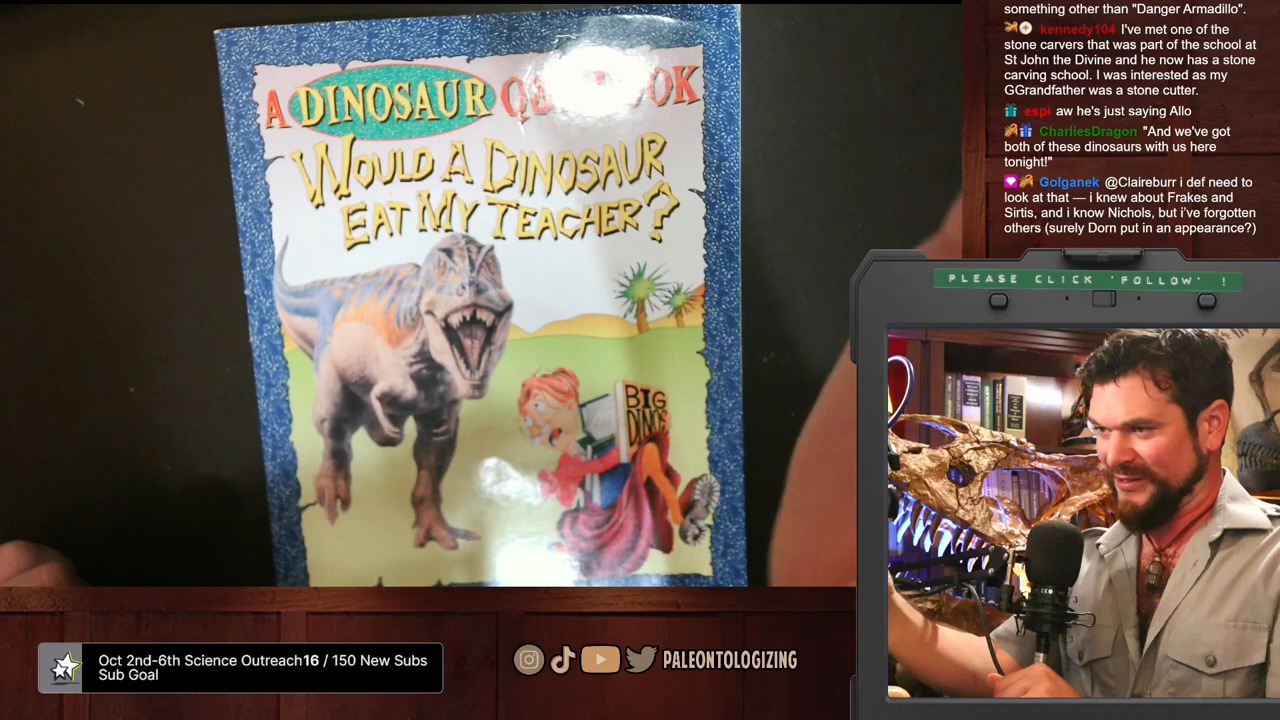 A DINOSAUR
WOULD A DINOSAUR
EAT MY TEACHER?
BIG
DINOS
something other than "Danger Armadillo".
kennedy104 I've met one of the
stone carvers that was part of the school at
St John the Divine and he now has a stone
carving school. I was interested as my
GGrandfather was a stone cutter.
espi aw he's just saying Allo
CharliesDragon "And we've got
both of these dinosaurs with us here
tonight!"
Golganek @Claireburr i def need to
look at that — i knew about Frakes and
Sirtis, and i know Nichols, but i've forgotten
others (surely Dorn put in an appearance?)
PLEASE CLICK "FOLLOW" !
Oct 2nd-6th Science Outreach16 / 150 New Subs
Sub Goal
PALEONTOLOGIZING